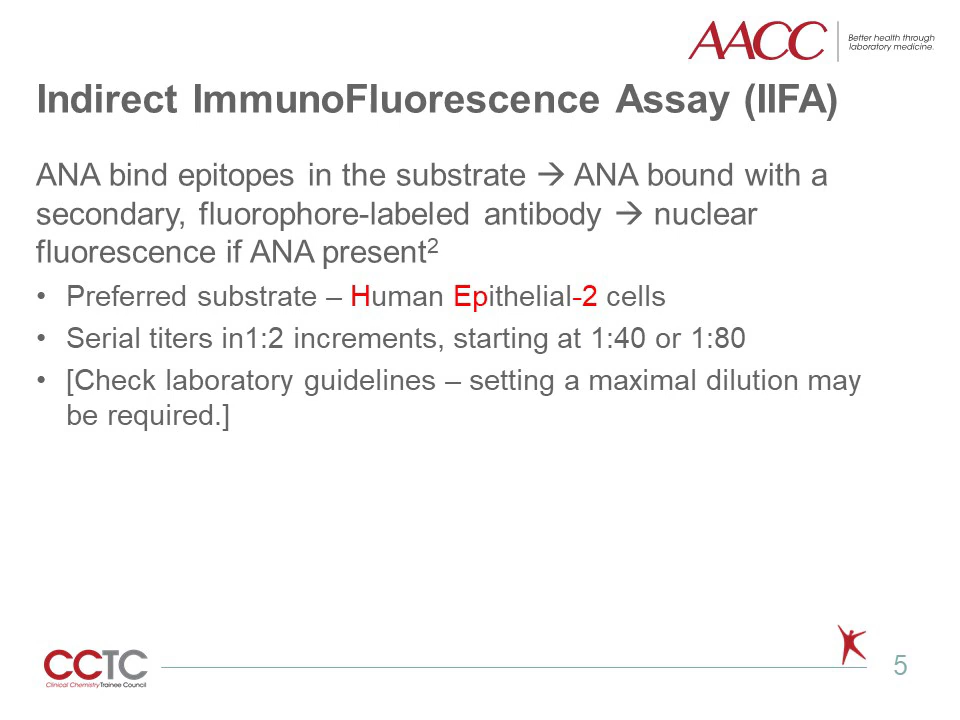 AACC
Better health through
laboratory medicine.
Indirect ImmunoFluorescence Assay (IIFA)
ANA bind epitopes in the substrate → ANA bound with a
secondary, fluorophore-labeled antibody → nuclear
fluorescence if ANA present2
• Preferred substrate – Human Epithelial-2 cells
• Serial titers in1:2 increments, starting at 1:40 or 1:80
• [Check laboratory guidelines – setting a maximal dilution may
be required.]
CCTC
Clinical Chemistry Trainee Council
5